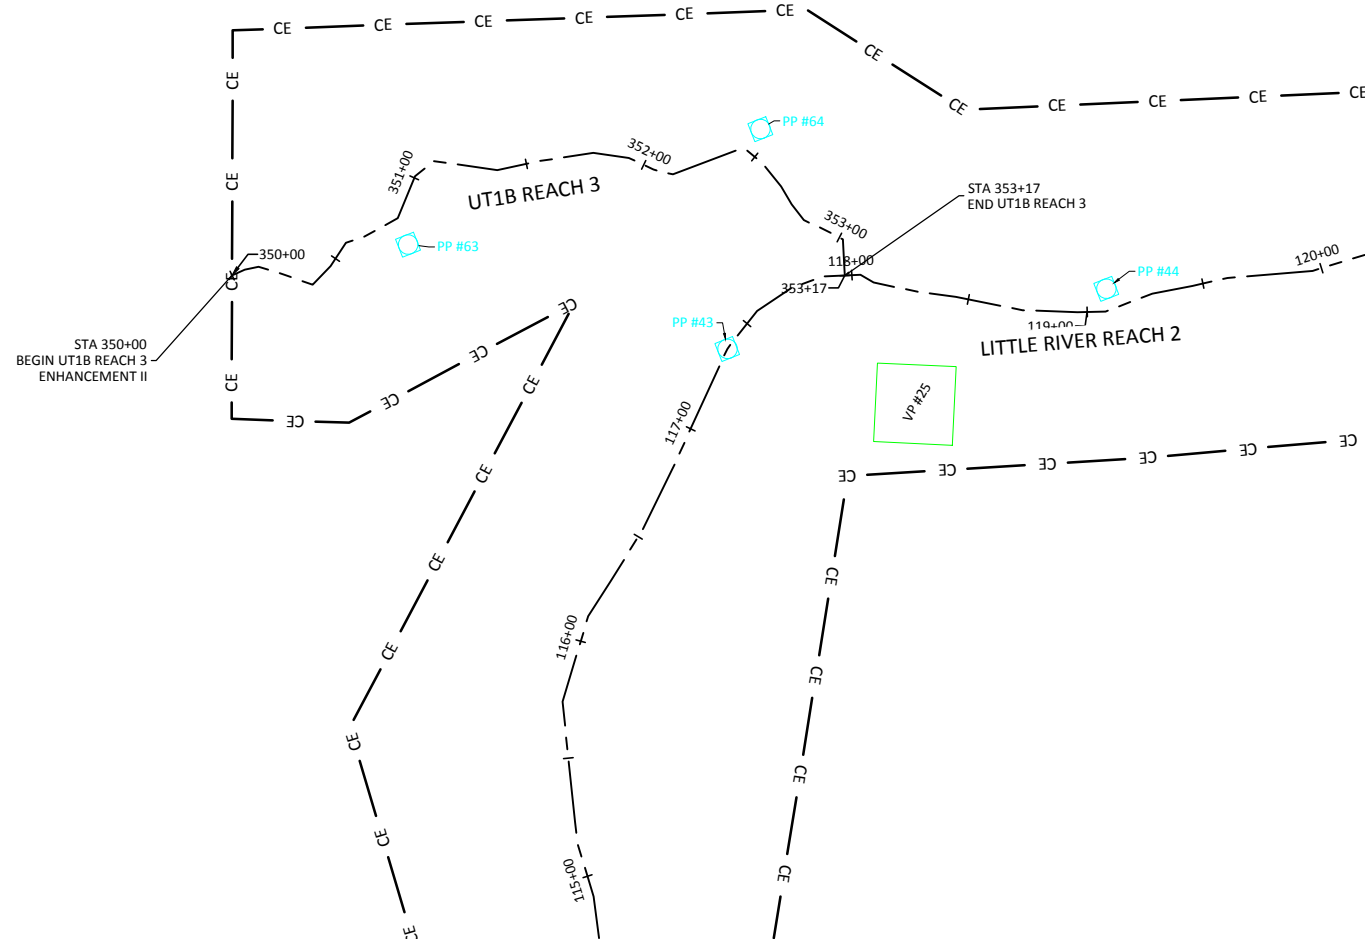 CE CE CE CE CE CE
CE
CE
CE CE CE CE
CE
CE
CE
CE
PP #64
352+00
351+00
UT1B REACH 3
STA 353+17
END UT1B REACH 3
353+00
PP #63
350+00
118+00
353+17
120+00
PP #44
119+00
LITTLE RIVER REACH 2
PP #43
STA 350+00
BEGIN UT1B REACH 3
ENHANCEMENT II
CE
CE
CE
CE
CE
CE
CE
CE
CE
CE
CE
CE
VP #25
117+00
CE CE CE CE CE CE
CE
CE
CE
CE
116+00
115+00